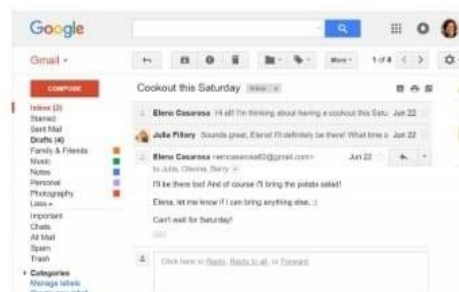 Google
Gmail
More
1 of 4
COMPOSE
Cookout this Saturday
Inbox (2)
Starred
Sent Mail
Drafts (4)
Family & Friends
Music
Notes
Personal
Photography
Less
Important
Chats
All Mail
Spam
Trash
Categories
Manage labels
Elena Casarosa Hi all! I'm thinking about having a cookout this Satu Jun 22
Julie Pillory Sounds great, Elena! I'll definitely be there! What time Jun 22
Elena Casarosa Jun 22
to Julia, Berry
I'll be there too! And of course I'll bring the potato salad!
Elena, let me know if I can bring anything else. :)
Can't wait for Saturday!
Click here to Reply, Reply to all, or Forward